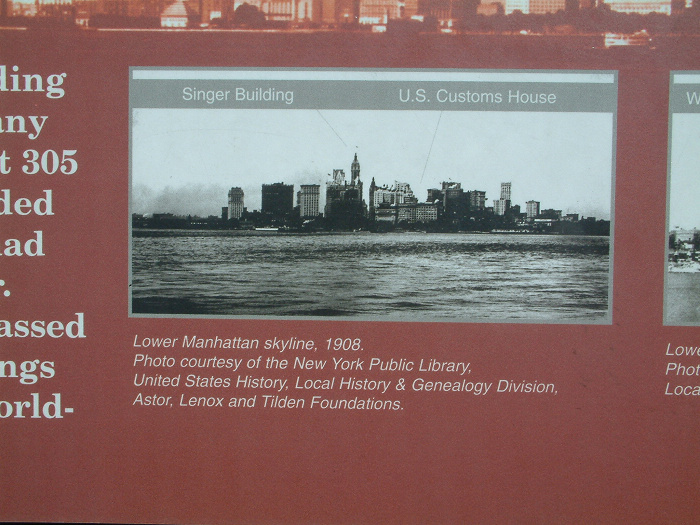 ding
any
t 305
ded
ad
r.
assed
ngs
orld-
Singer Building
U.S. Customs House
Lower Manhattan skyline, 1908.
Photo courtesy of the New York Public Library,
United States History, Local History & Genealogy Division,
Astor, Lenox and Tilden Foundations.
W
Lowe
Phot
Loca